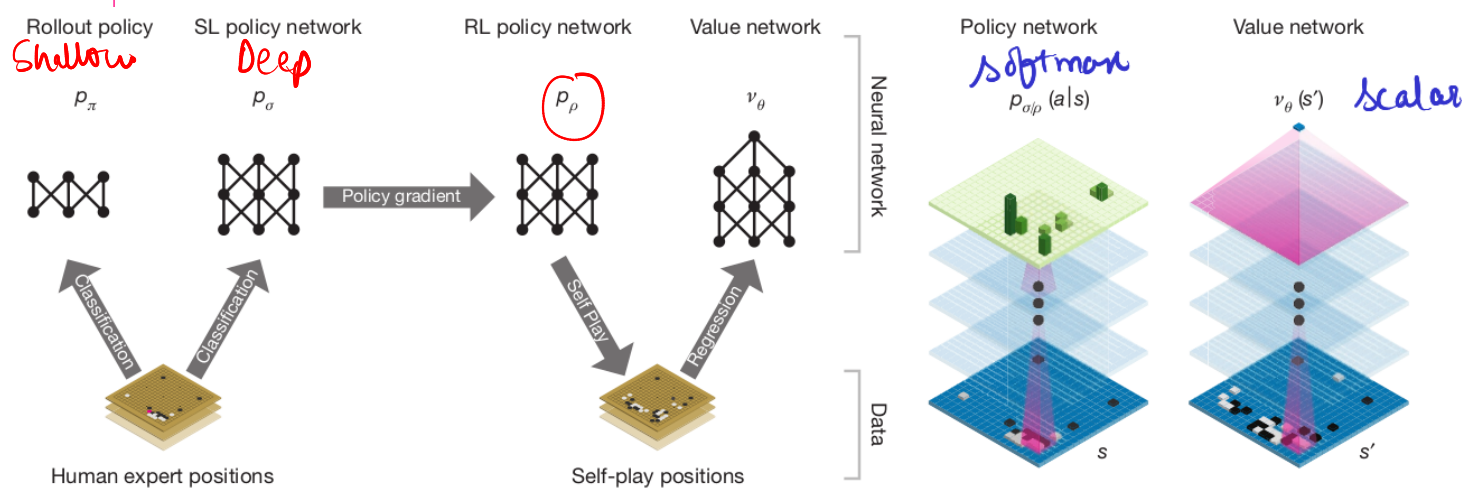 Rollout policy
SL policy network
RL policy network
Value network
Policy network
Value network
Shallow
Deep
softmax
scalar
pπ
pσ
pρ
νθ
pσ/ρ (a|s)
νθ (s′)
Neural network
Policy gradient
Classification
Classification
Self Play
Regression
Data
s
s′
Human expert positions
Self-play positions